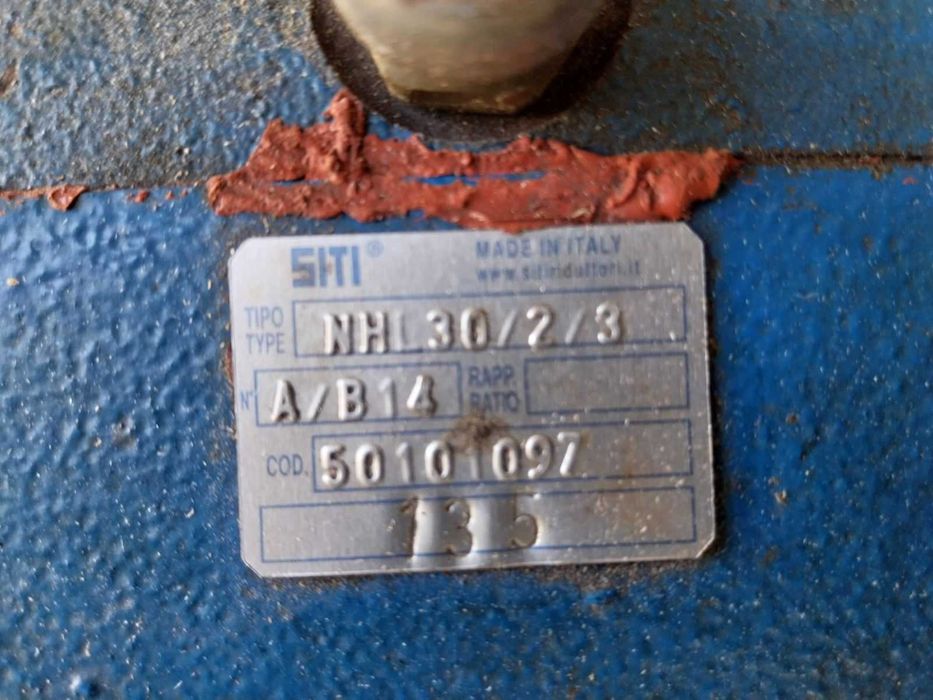 SITI® MADE IN ITALY
www.sitiriduttori.it
TIPO
TYPE NHL30/2/3
N° A/B14 RAPP.
RATIO
COD. 50101097
135